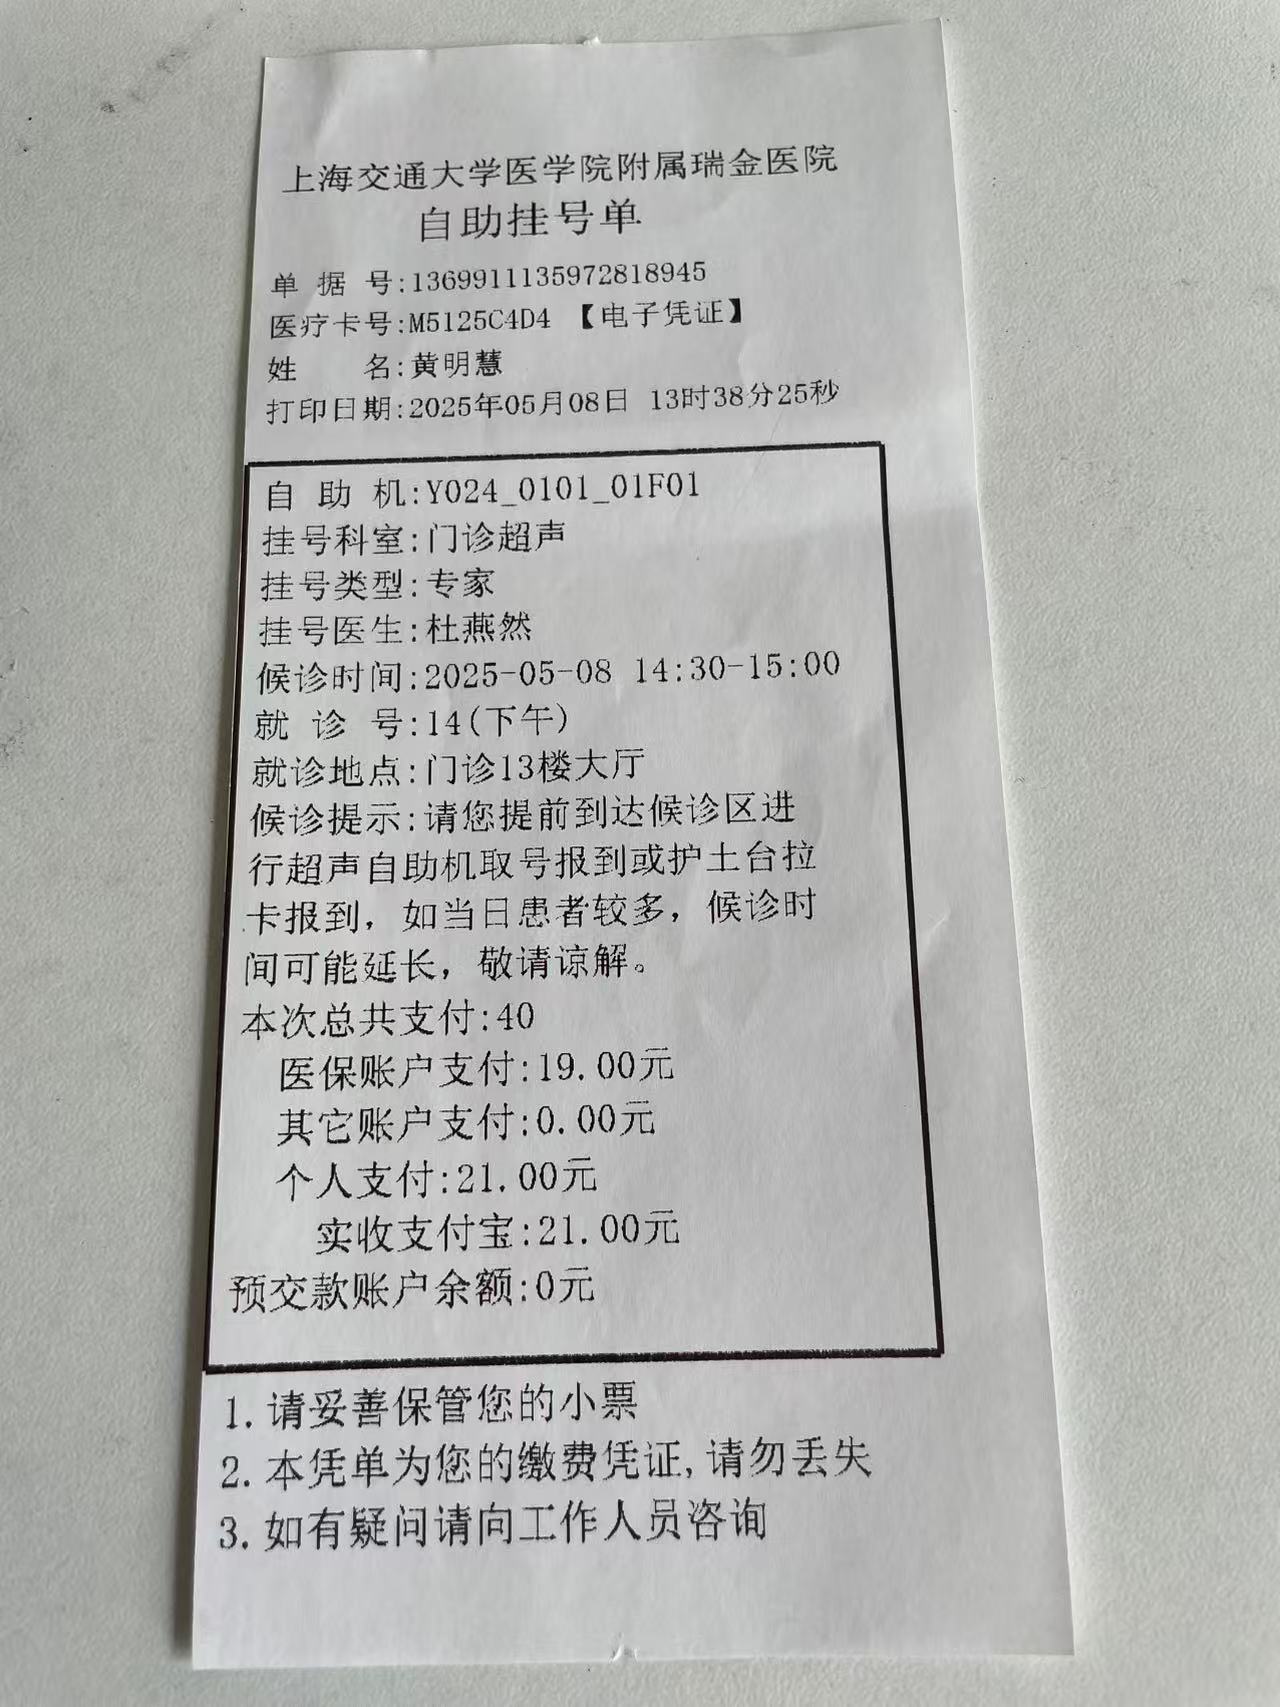 上海交通大学医学院附属瑞金医院
自助挂号单
单 据 号:1369911135972818945
医疗卡号:M5125C4D4 【电子凭证】
姓 名:黄明慧
打印日期:2025年05月08日 13时38分25秒
自 助 机:Y024_0101_01F01
挂号科室:门诊超声
挂号类型:专家
挂号医生:杜燕然
候诊时间:2025-05-08 14:30-15:00
就 诊 号:14(下午)
就诊地点:门诊13楼大厅
候诊提示:请您提前到达候诊区进
行超声自助机取号报到或护士台拉
卡报到，如当日患者较多，候诊时
间可能延长，敬请谅解。
本次总共支付:40
医保账户支付:19.00元
其它账户支付:0.00元
个人支付:21.00元
实收支付宝:21.00元
预交款账户余额:0元
1.请妥善保管您的小票
2.本凭单为您的缴费凭证,请勿丢失
3.如有疑问请向工作人员咨询